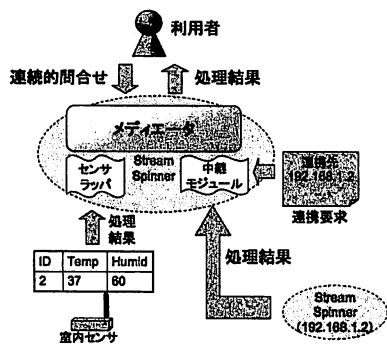 利用者
連続的問合せ
処理結果
メディエータ
センサ
ラッパ
Stream
Spinner
中継
モジュール
連携先
192.168.1.2
連携要求
処理
結果
処理結果
ID Temp Humid
2 37 60
室内センサ
Stream
Spinner
(192.168.1.2)